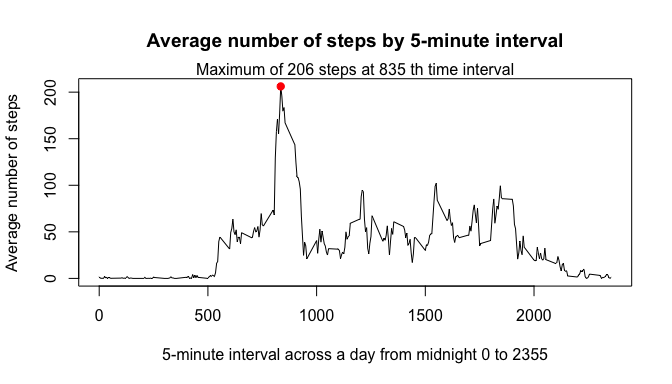 Average number of steps by 5-minute interval
Maximum of 206 steps at 835 th time interval
Average number of steps
200
150
100
50
0
0 500 1000 1500 2000
5-minute interval across a day from midnight 0 to 2355